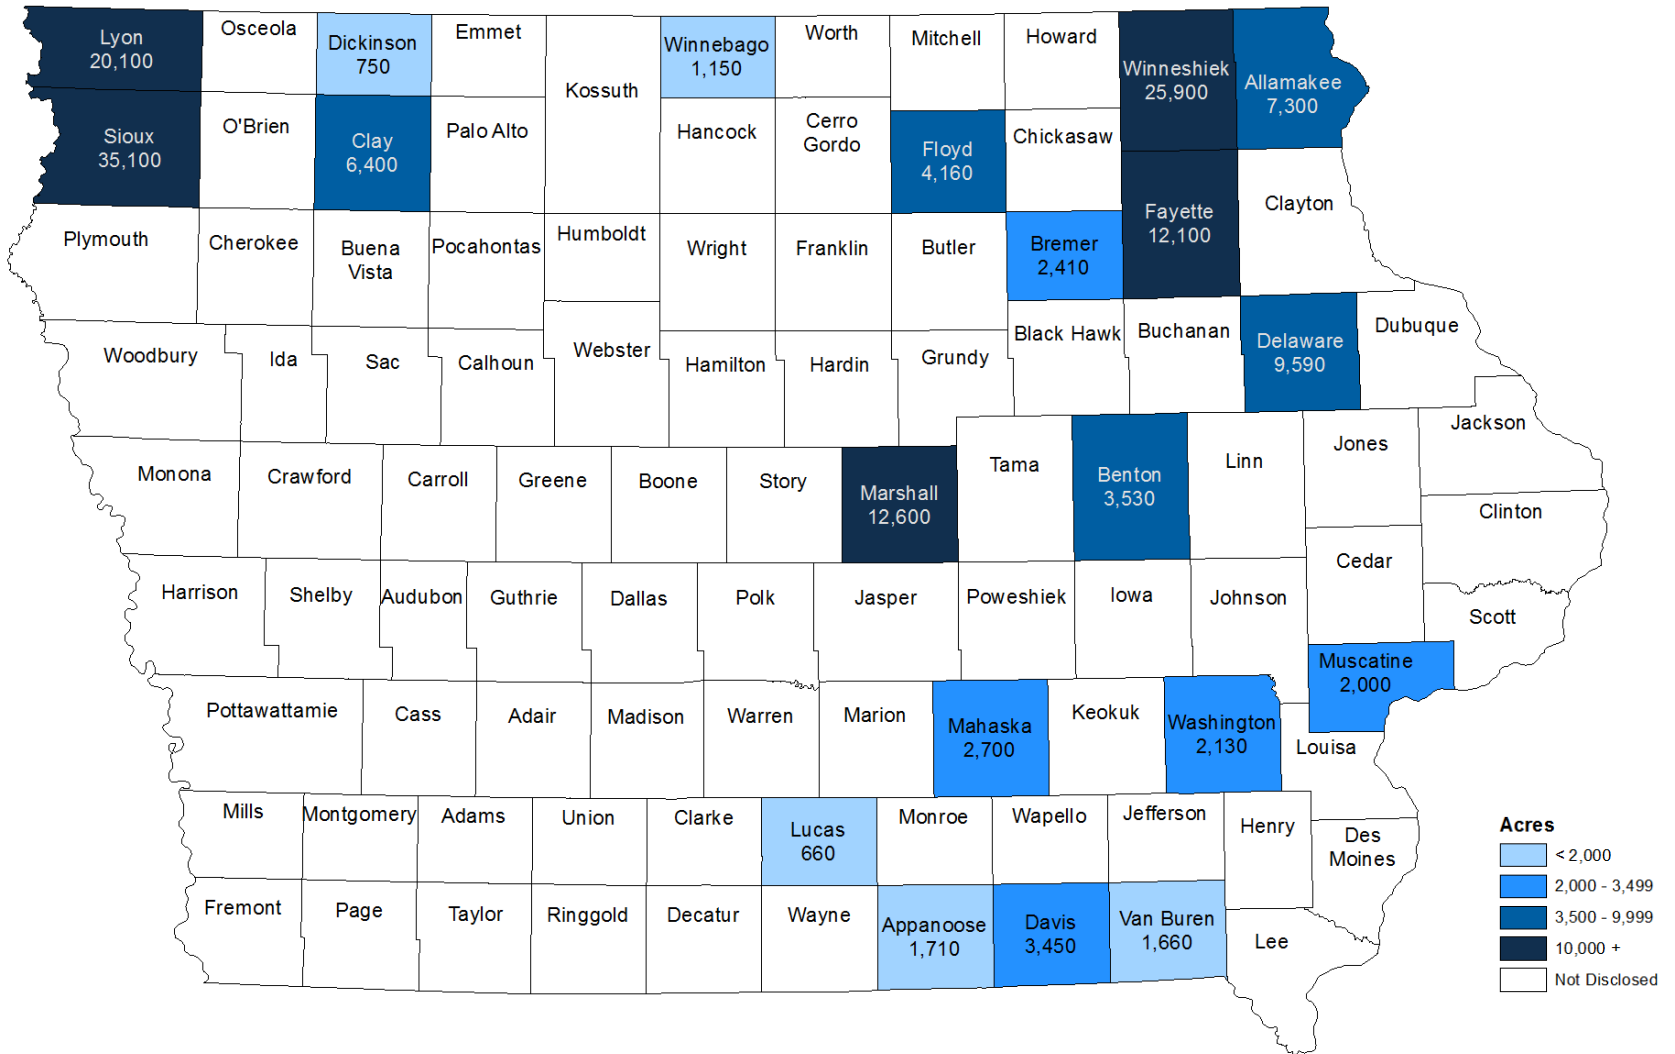 Lyon
20,100
Osceola
Dickinson
750
Emmet
Kossuth
Winnebago
1,150
Worth
Mitchell
Howard
Winneshiek
25,900
Allamakee
7,300
Sioux
35,100
O'Brien
Clay
6,400
Palo Alto
Hancock
Cerro
Gordo
Floyd
4,160
Chickasaw
Fayette
12,100
Clayton
Plymouth
Cherokee
Buena
Vista
Pocahontas
Humboldt
Wright
Franklin
Butler
Bremer
2,410
Woodbury
Ida
Sac
Calhoun
Webster
Hamilton
Hardin
Grundy
Black Hawk
Buchanan
Delaware
9,590
Dubuque
Monona
Crawford
Carroll
Greene
Boone
Story
Marshall
12,600
Tama
Benton
3,530
Linn
Jones
Jackson
Clinton
Cedar
Harrison
Shelby
Audubon
Guthrie
Dallas
Polk
Jasper
Poweshiek
Iowa
Johnson
Scott
Muscatine
2,000
Pottawattamie
Cass
Adair
Madison
Warren
Marion
Mahaska
2,700
Keokuk
Washington
2,130
Louisa
Mills
Montgomery
Adams
Union
Clarke
Lucas
660
Monroe
Wapello
Jefferson
Henry
Des
Moines
Fremont
Page
Taylor
Ringgold
Decatur
Wayne
Appanoose
1,710
Davis
3,450
Van Buren
1,660
Lee
Acres
< 2,000
2,000 - 3,499
3,500 - 9,999
10,000 +
Not Disclosed